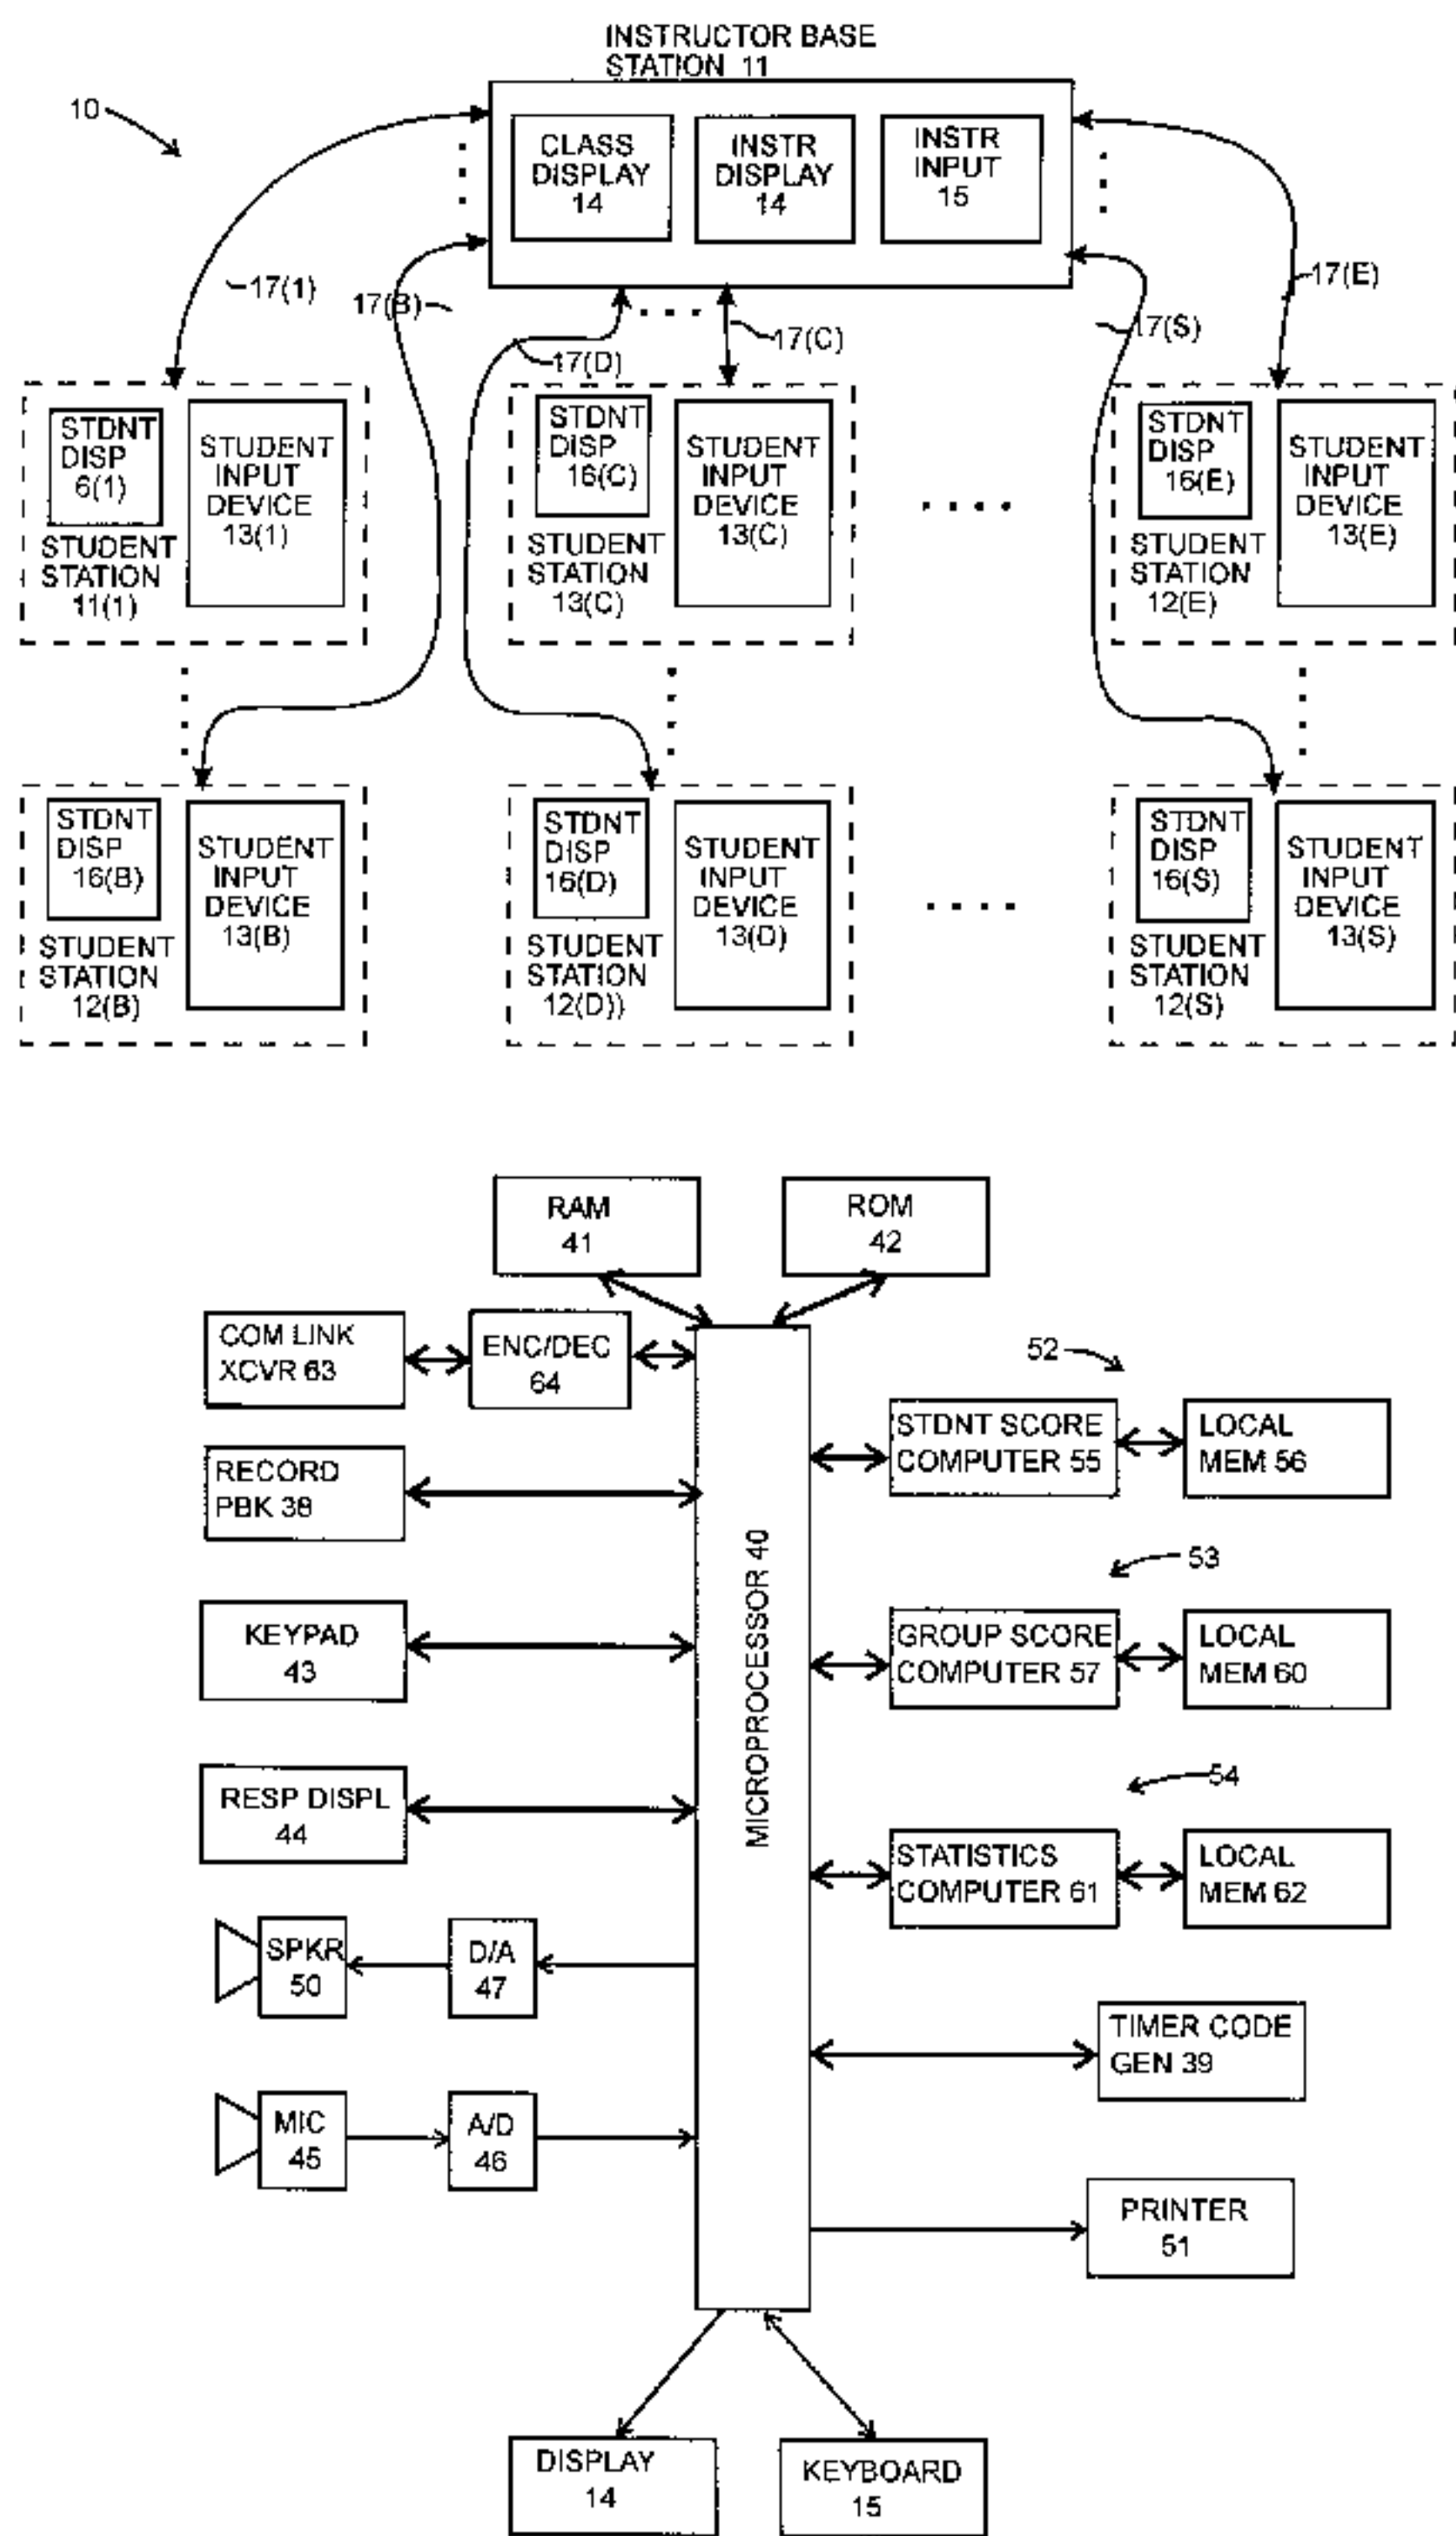 INSTRUCTOR BASE
STATION 11
10
CLASS
DISPLAY
14
INSTR
DISPLAY
14
INSTR
INPUT
15
17(1)
17(B)
17(D)
17(C)
17(S)
17(E)
STDNT
DISP
6(1)
STUDENT
INPUT
DEVICE
13(1)
STUDENT
STATION
11(1)
STDNT
DISP
16(C)
STUDENT
INPUT
DEVICE
13(C)
STUDENT
STATION
13(C)
STDNT
DISP
16(E)
STUDENT
INPUT
DEVICE
13(E)
STUDENT
STATION
12(E)
STDNT
DISP
16(B)
STUDENT
INPUT
DEVICE
13(B)
STUDENT
STATION
12(B)
STDNT
DISP
16(D)
STUDENT
INPUT
DEVICE
13(D)
STUDENT
STATION
12(D))
STDNT
DISP
16(S)
STUDENT
INPUT
DEVICE
13(S)
STUDENT
STATION
12(S)
RAM
41
ROM
42
COM LINK
XCVR 63
ENC/DEC
64
52
STDNT SCORE
COMPUTER 55
LOCAL
MEM 56
RECORD
PBK 38
MICROPROCESSOR 40
53
KEYPAD
43
GROUP SCORE
COMPUTER 57
LOCAL
MEM 60
54
RESP DISPL
44
STATISTICS
COMPUTER 61
LOCAL
MEM 62
SPKR
50
D/A
47
TIMER CODE
GEN 39
MIC
45
A/D
46
PRINTER
51
DISPLAY
14
KEYBOARD
15